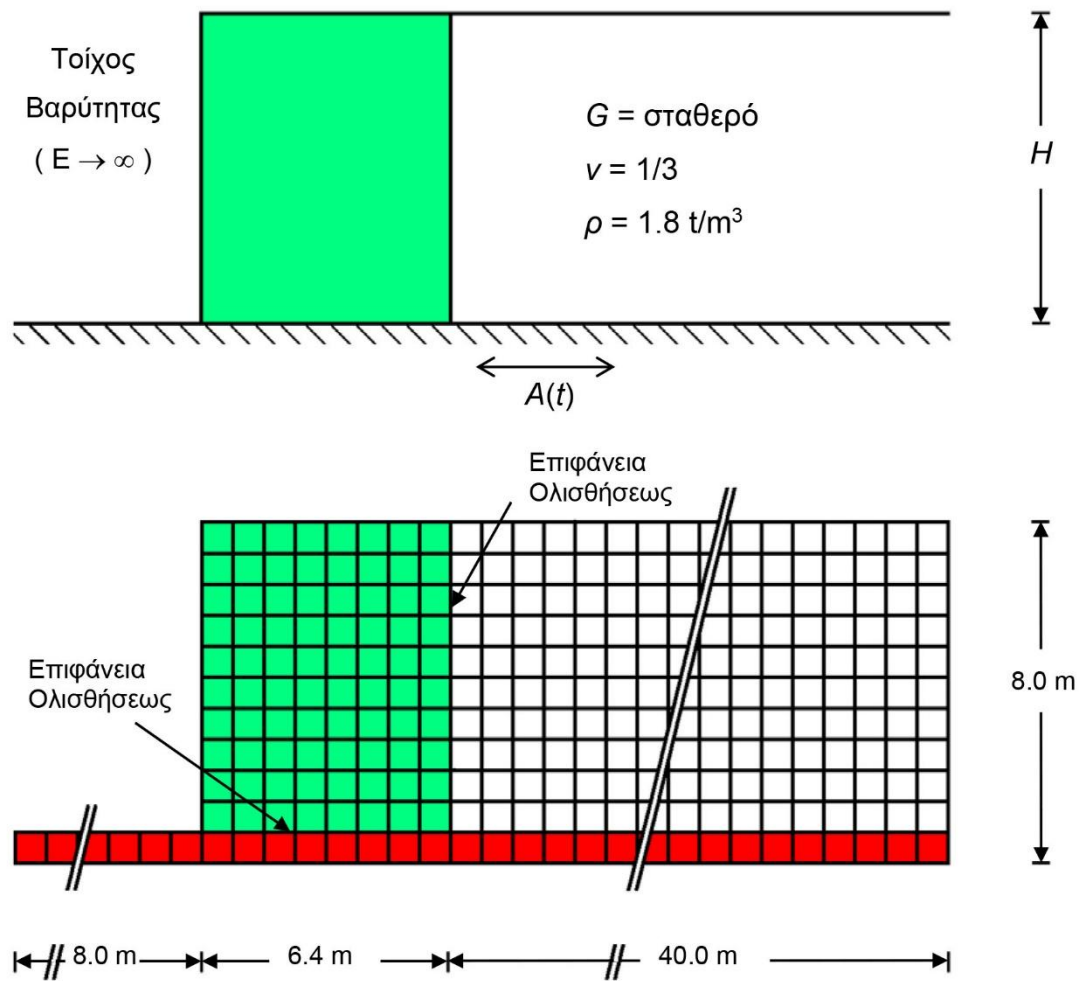 Τοίχος
Βαρύτητας
( E → ∞ )
G = σταθερό
ν = 1/3
ρ = 1.8 t/m³
H
A(t)
Επιφάνεια
Ολισθήσεως
Επιφάνεια
Ολισθήσεως
8.0 m
8.0 m
6.4 m
40.0 m